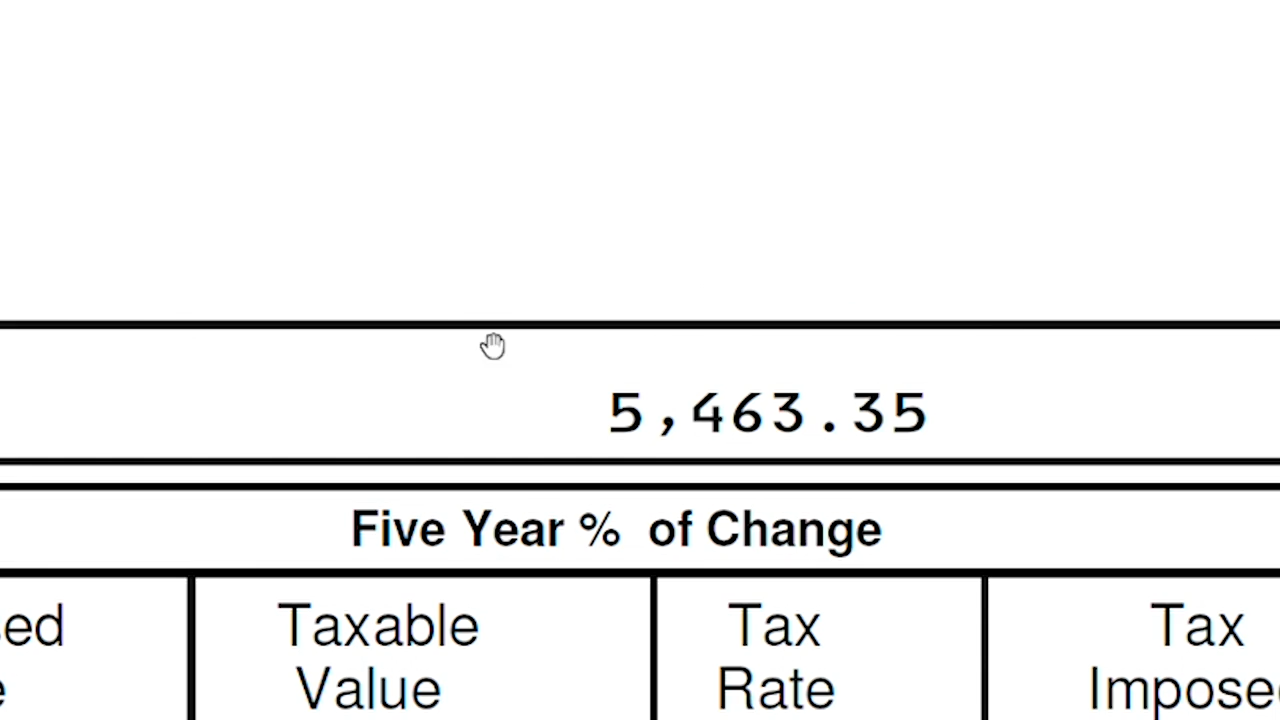 5,463.35
Five Year % of Change
Taxable Tax Tax
Value Rate